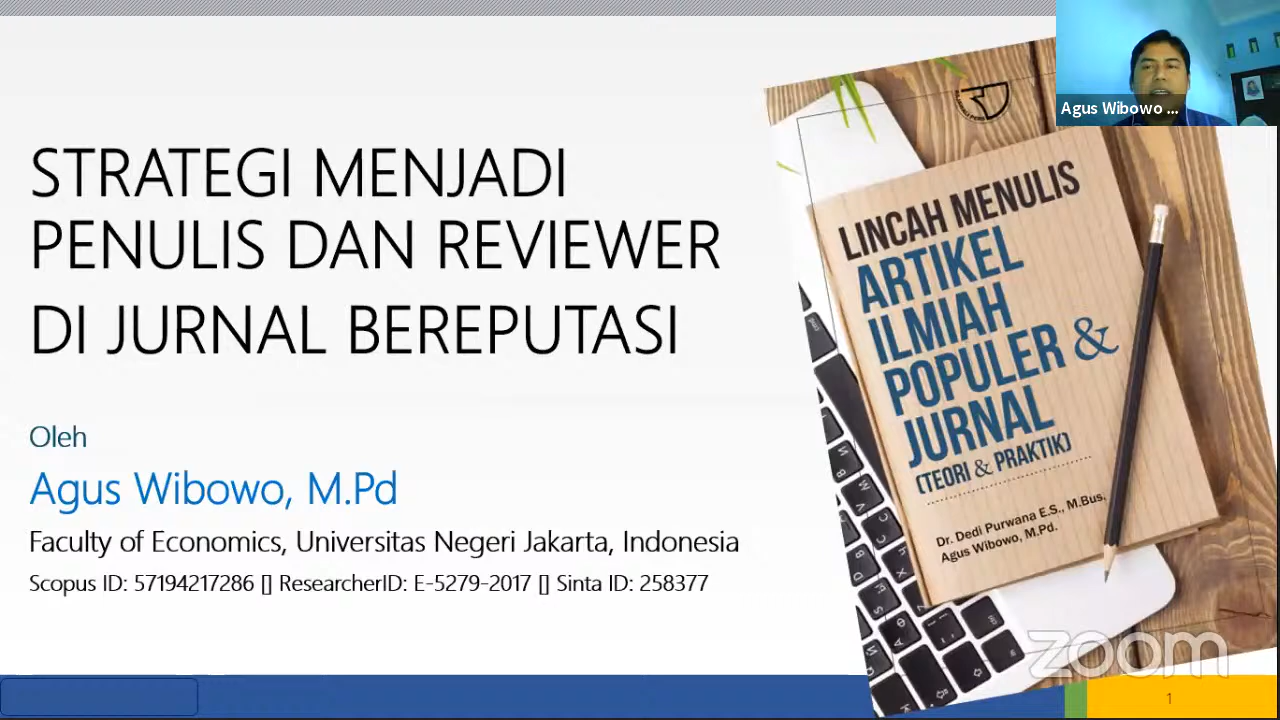 STRATEGI MENJADI
PENULIS DAN REVIEWER
DI JURNAL BEREPUTASI
Oleh
Agus Wibowo, M.Pd
Faculty of Economics, Universitas Negeri Jakarta, Indonesia
Scopus ID: 57194217286 [] ResearcherID: E-5279-2017 [] Sinta ID: 258377
LINCAH MENULIS
ARTIKEL
ILMIAH
POPULER &
JURNAL
(TEORI & PRAKTIK)
Dr. Dedi Purwana E.S., M.Bus.
Agus Wibowo, M.Pd.
Agus Wibowo ...
zoom
1